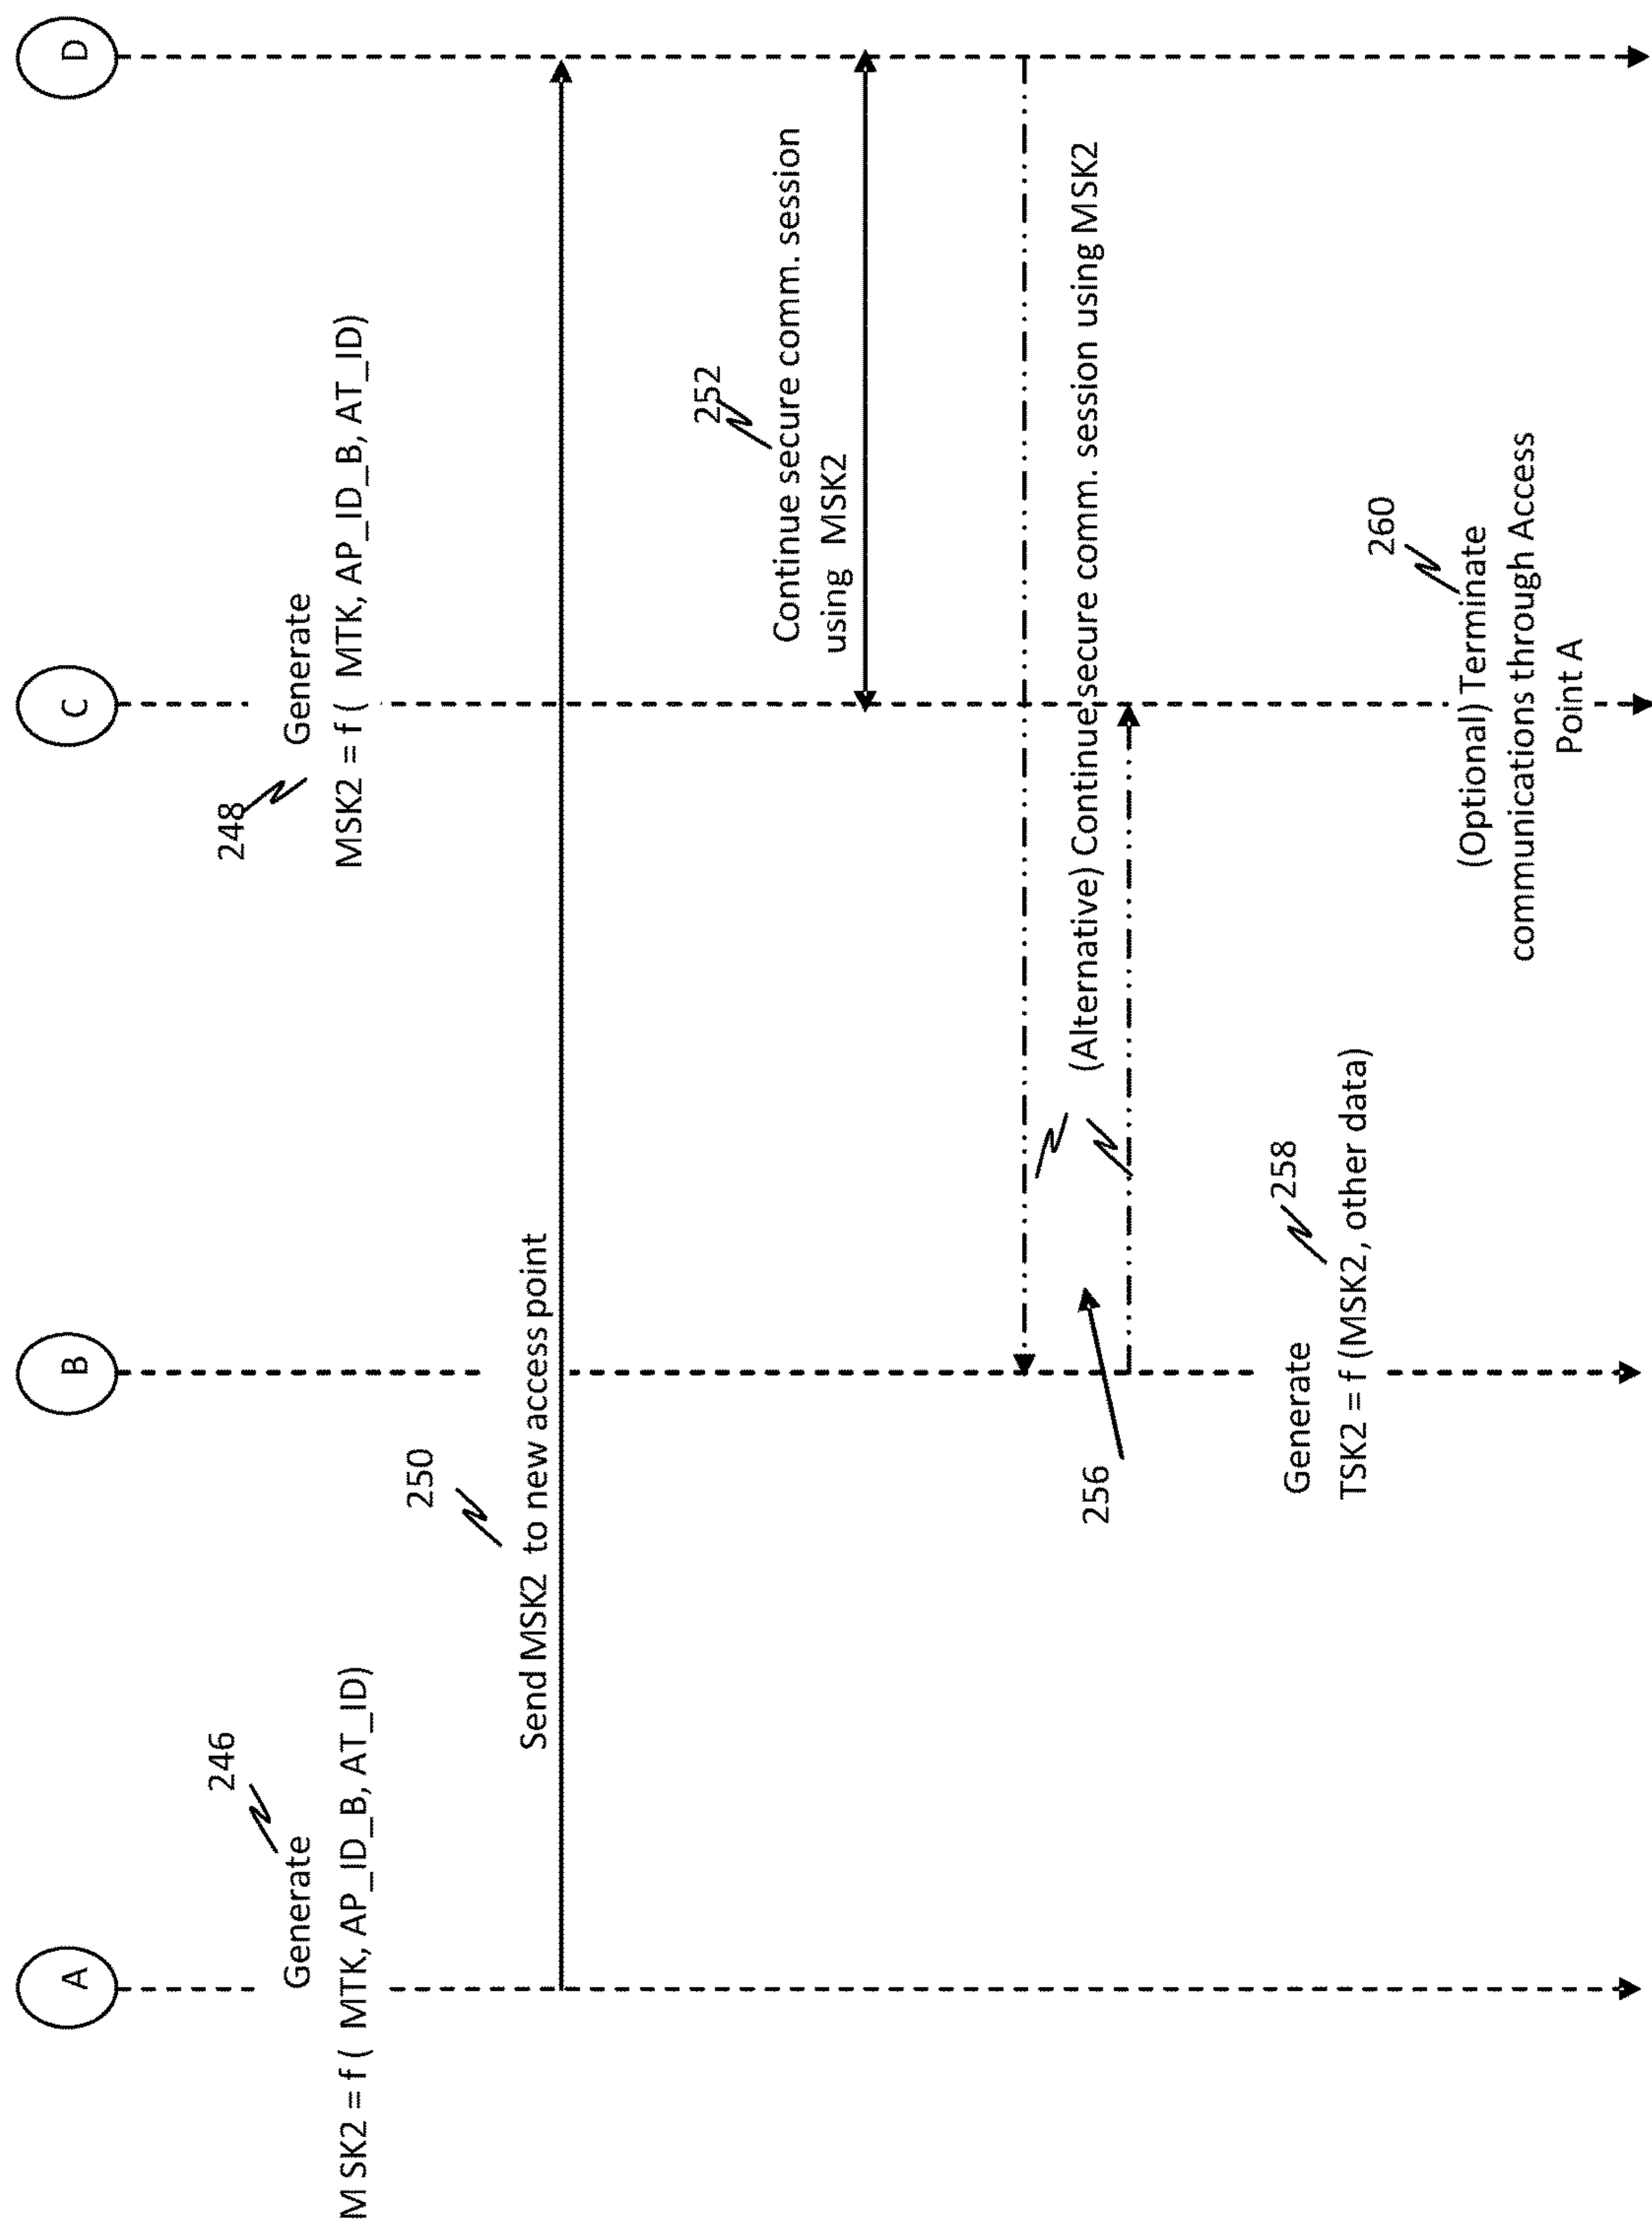 A
B
C
D
246
Generate
M SK2 = f ( MTK, AP_ID_B, AT_ID)
248
Generate
MSK2 = f ( MTK, AP_ID_B, AT_ID)
250
Send MSK2 to new access point
252
Continue secure comm. session
using MSK2
256
(Alternative) Continue secure comm. session using MSK2
258
Generate
TSK2 = f (MSK2, other data)
260
(Optional) Terminate
communications through Access
Point A